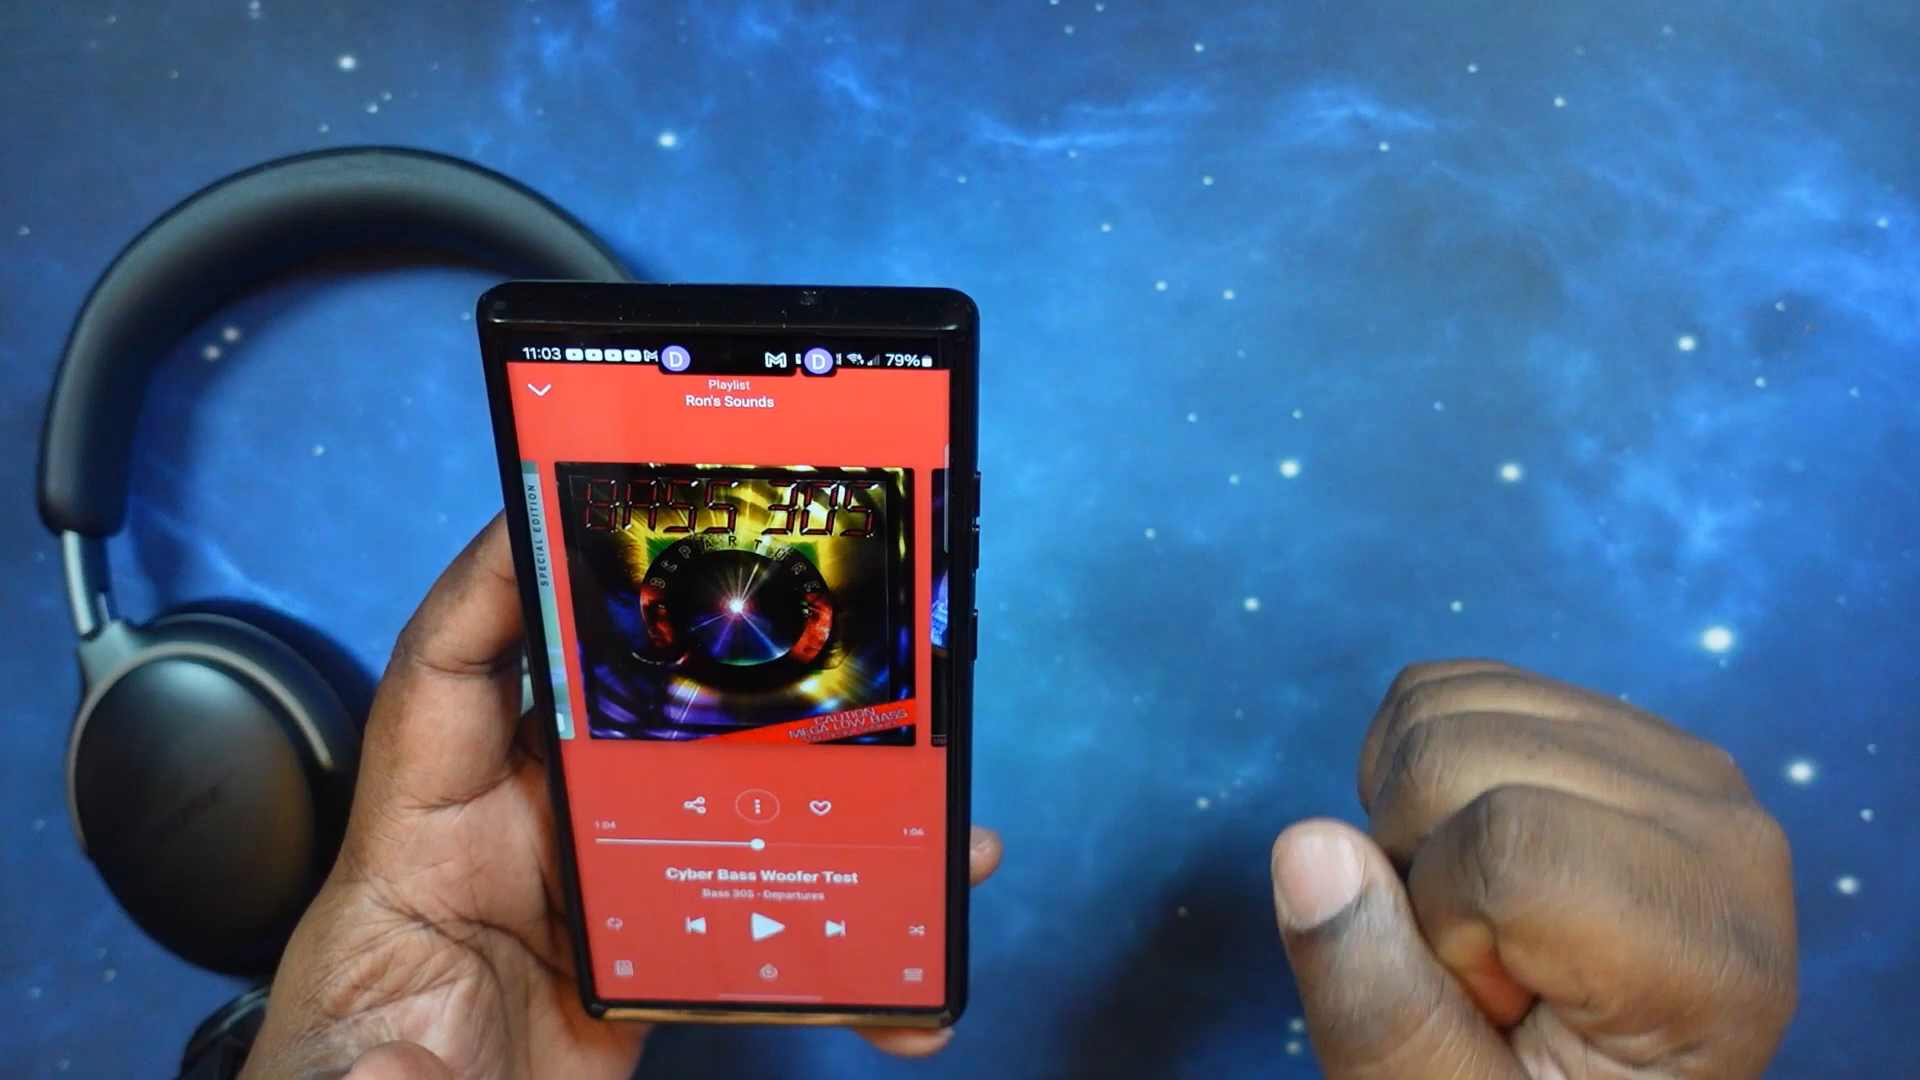 11:03
D
D
79%
Playlist
Ron's Sounds
SPECIAL EDITION
BASS 305
DEPARTURES
CAUTION
MEGA LOW BASS
1:04
1:06
Cyber Bass Woofer Test
Bass 305 - Departures